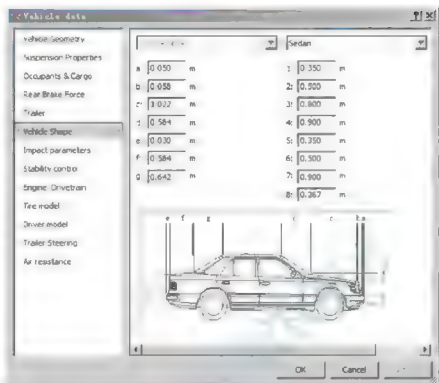 Vehicle data
Vehicle Geometry
Suspension Properties
Occupants & Cargo
Rear Brake Force
Trailer
Vehicle Shape
Impact parameters
Stability control
Engine/Drivetrain
Tire model
Driver model
Trailer Steering
Air resistance
Sedan
a 0.050 m 1: 0.350 m
b 0.058 m 2: 0.500 m
c: 1.022 m 3: 0.800 m
d 0.584 m 4: 0.900 m
e 0.030 m 5: 0.350 m
f 0.584 m 6: 0.500 m
g 0.642 m 7: 0.900 m
8: 0.267 m
e f g c b a
OK Cancel